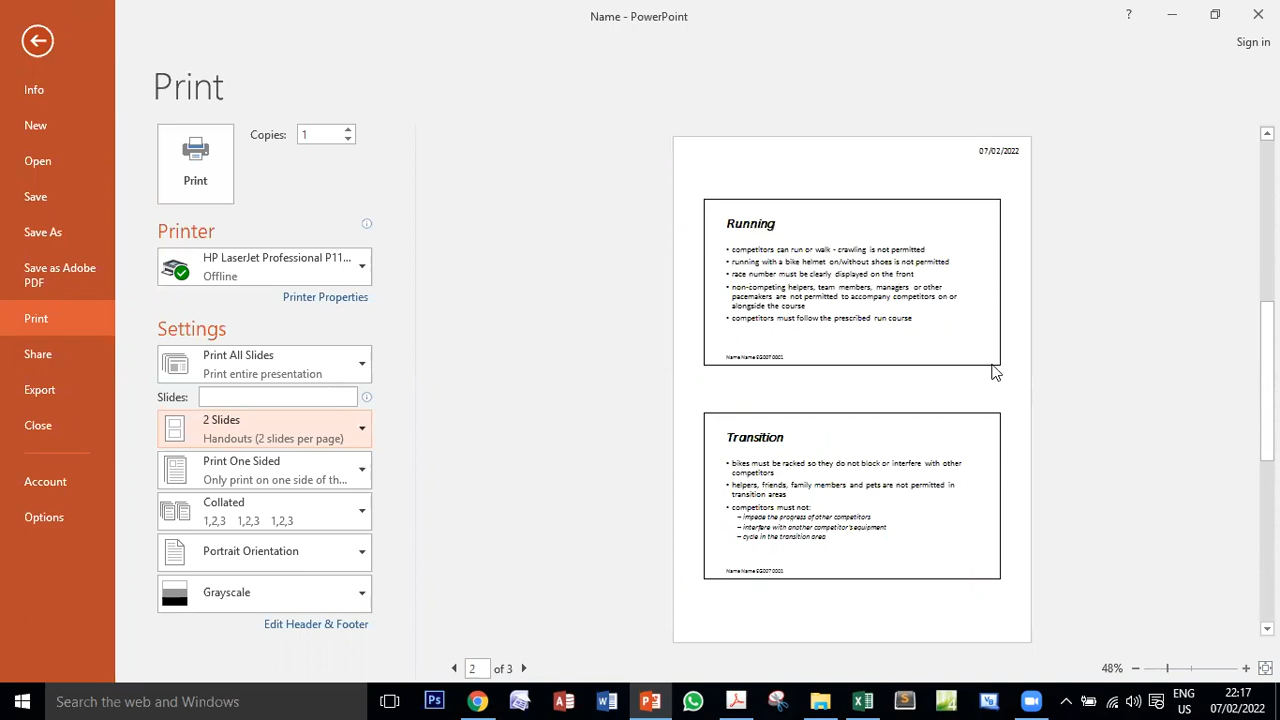 Name - PowerPoint
?
Sign in
Info
New
Open
Save
Save As
Save as Adobe
PDF
Print
Share
Export
Close
Account
Options
Print
Print
Copies:
1
Printer
HP LaserJet Professional P11...
Offline
Printer Properties
Settings
Print All Slides
Print entire presentation
Slides:
2 Slides
Handouts (2 slides per page)
Print One Sided
Only print on one side of th...
Collated
1,2,3 1,2,3 1,2,3
Portrait Orientation
Grayscale
Edit Header & Footer
07/02/2022
Running
• competitors can run or walk - crawling is not permitted
• running with a bike helmet on/without shoes is not permitted
• race number must be clearly displayed on the front
• non-competing helpers, team members, managers or other
pacemakers are not permitted to accompany competitors on or
alongside the course
• competitors must follow the prescribed run course
Name Name EG007 0001
Transition
• bikes must be racked so they do not block or interfere with other
competitors
• helpers, friends, family members and pets are not permitted in
transition areas
• competitors must not:
– impede the progress of other competitors
– interfere with another competitor's equipment
– cycle in the transition area
Name Name EG007 0001
2 of 3
48%
Search the web and Windows
ENG
US
22:17
07/02/2022